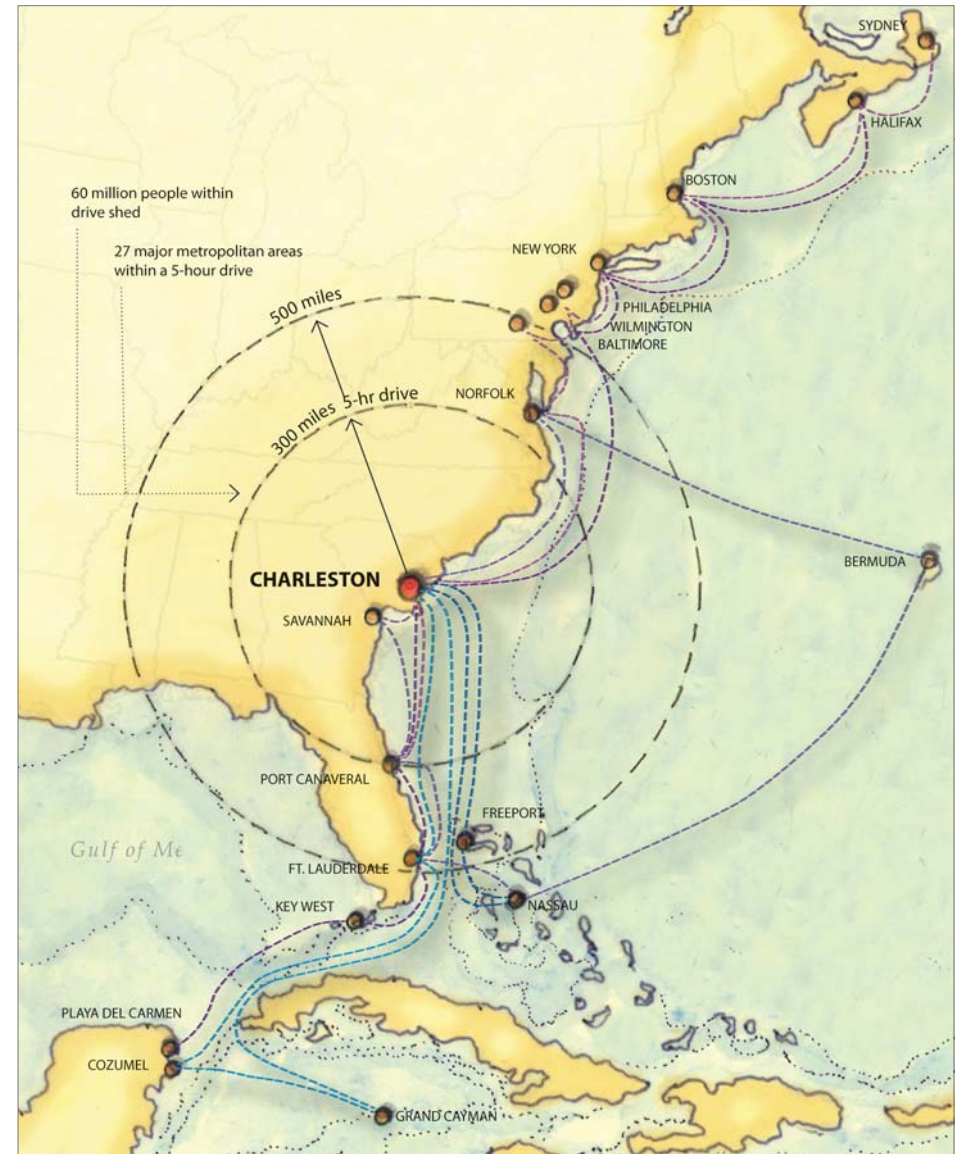 SYDNEY
HALIFAX
BOSTON
60 million people within
drive shed
NEW YORK
27 major metropolitan areas
within a 5-hour drive
500 miles
PHILADELPHIA
WILMINGTON
BALTIMORE
300 miles 5-hr drive
NORFOLK
BERMUDA
CHARLESTON
SAVANNAH
PORT CANAVERAL
FREEPORT
Gulf of Me
FT. LAUDERDALE
KEY WEST
NASSAU
PLAYA DEL CARMEN
COZUMEL
GRAND CAYMAN